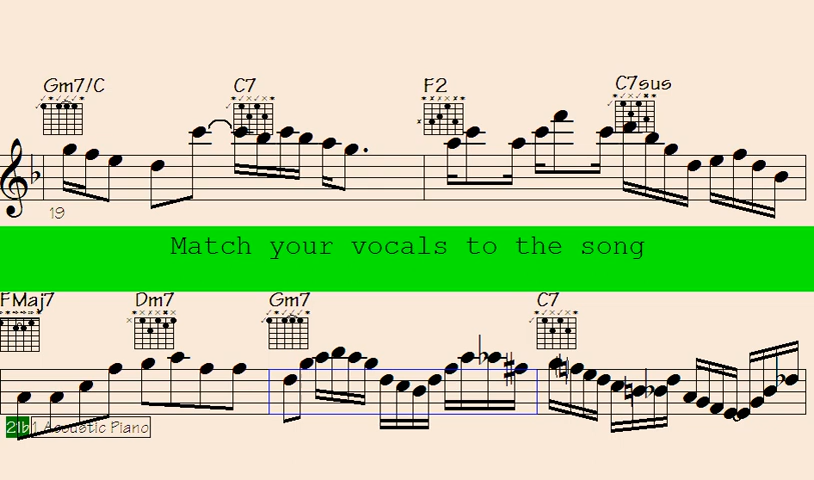 Gm7/C C7 F2 C7sus
19
Match your vocals to the song
FMaj7 Dm7 Gm7 C7
21b 1 Acoustic Piano